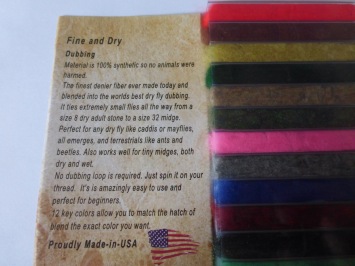 Fine and Dry
Dubbing
Material is 100% synthetic so no animals were
harmed.
The finest denier fiber ever made today and
blended into the worlds best dry fly dubbing.
It ties extremely small flies all the way from a
size 6 dry adult stone to a size 32 midge.
Perfect for any dry fly like caddis or mayflies,
all emerges, and terrestrials like ants and
beetles. Also works well for tiny midges, both
dry and wet.
No dubbing loop is required. Just spin it on your
thread. It's is amazingly easy to use and
perfect for beginners.
12 key colors allow you to match the hatch of
blend the exact color you want.
Proudly Made-in-USA